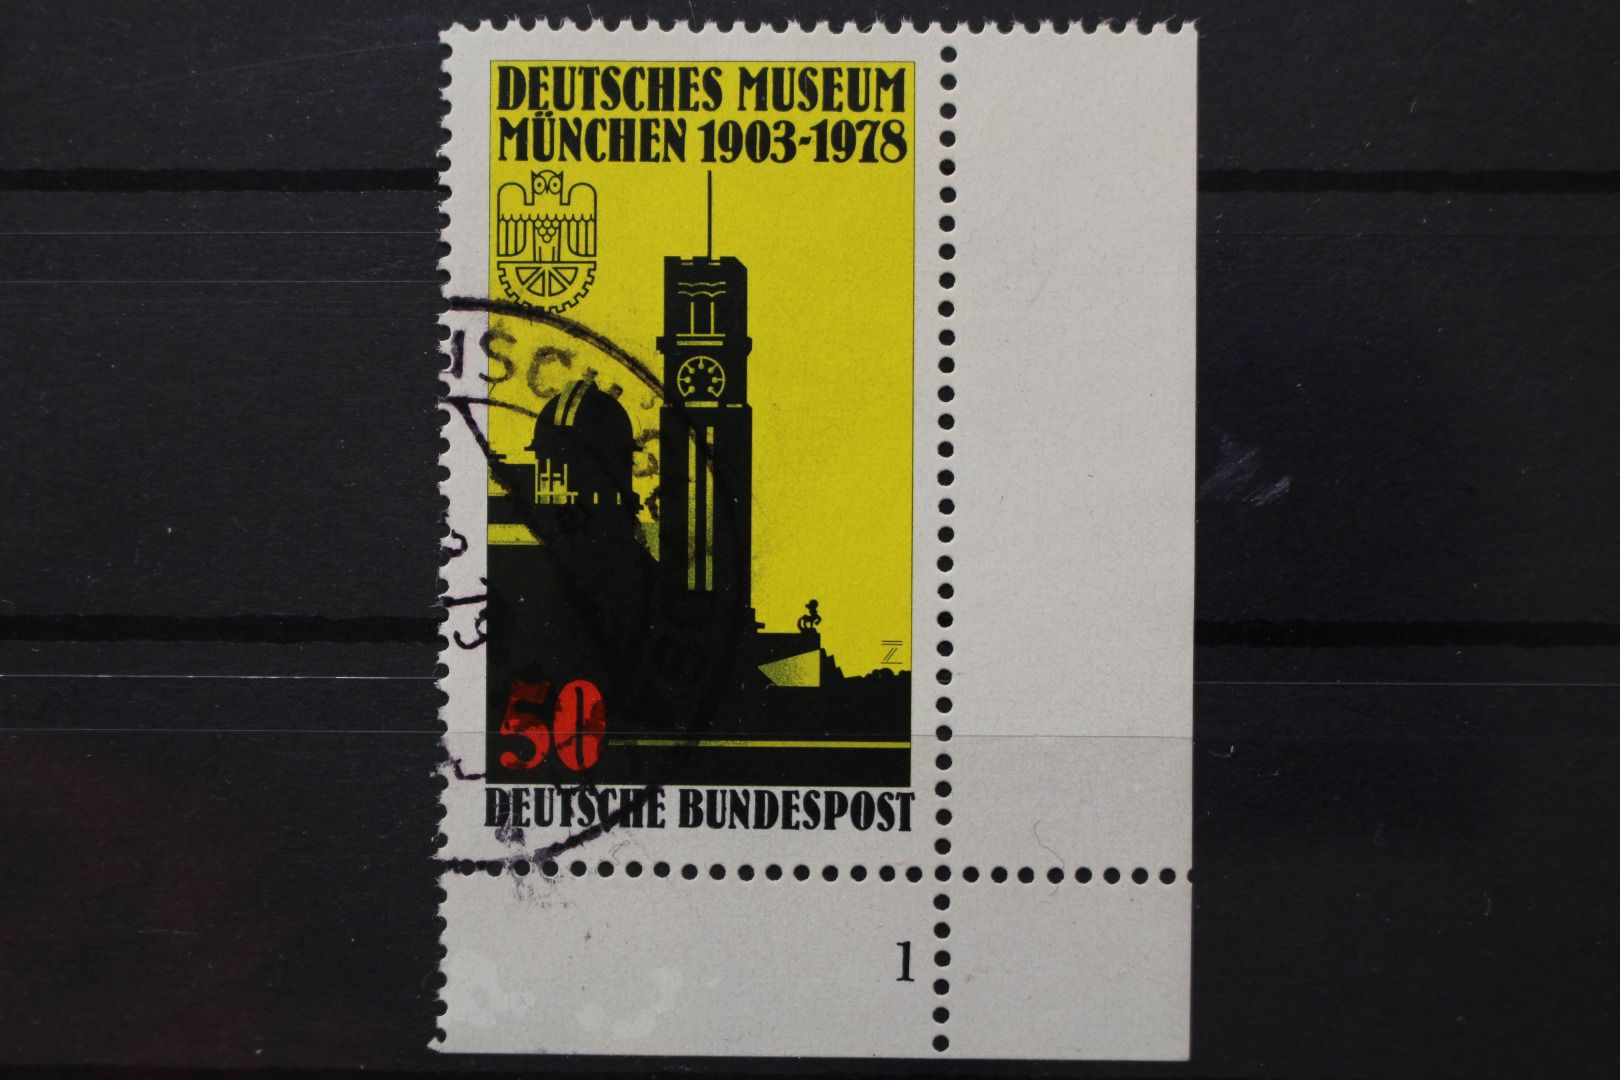 DEUTSCHES MUSEUM
MÜNCHEN 1903-1978
50
DEUTSCHE BUNDESPOST
1